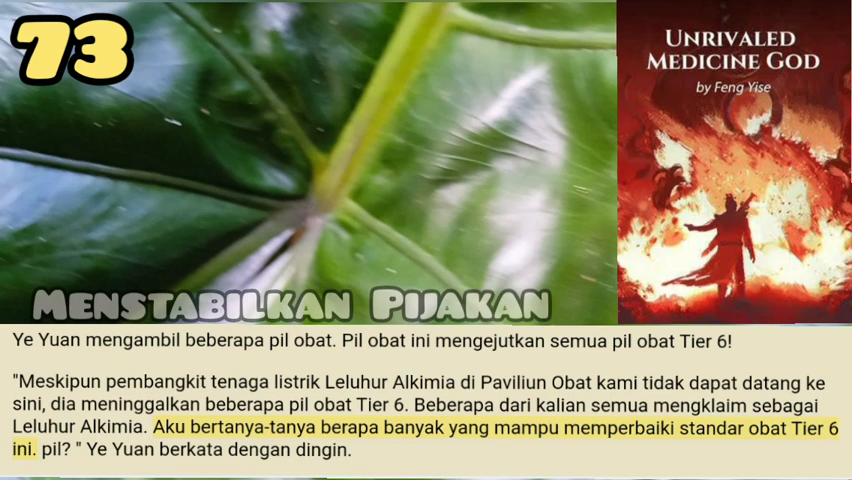 73
UNRIVALED
MEDICINE GOD
by Feng Yise
MENSTABILKAN PIJAKAN
Ye Yuan mengambil beberapa pil obat. Pil obat ini mengejutkan semua pil obat Tier 6!
"Meskipun pembangkit tenaga listrik Leluhur Alkimia di Paviliun Obat kami tidak dapat datang ke
sini, dia meninggalkan beberapa pil obat Tier 6. Beberapa dari kalian semua mengklaim sebagai
Leluhur Alkimia. Aku bertanya-tanya berapa banyak yang mampu memperbaiki standar obat Tier 6
ini. pil? " Ye Yuan berkata dengan dingin.